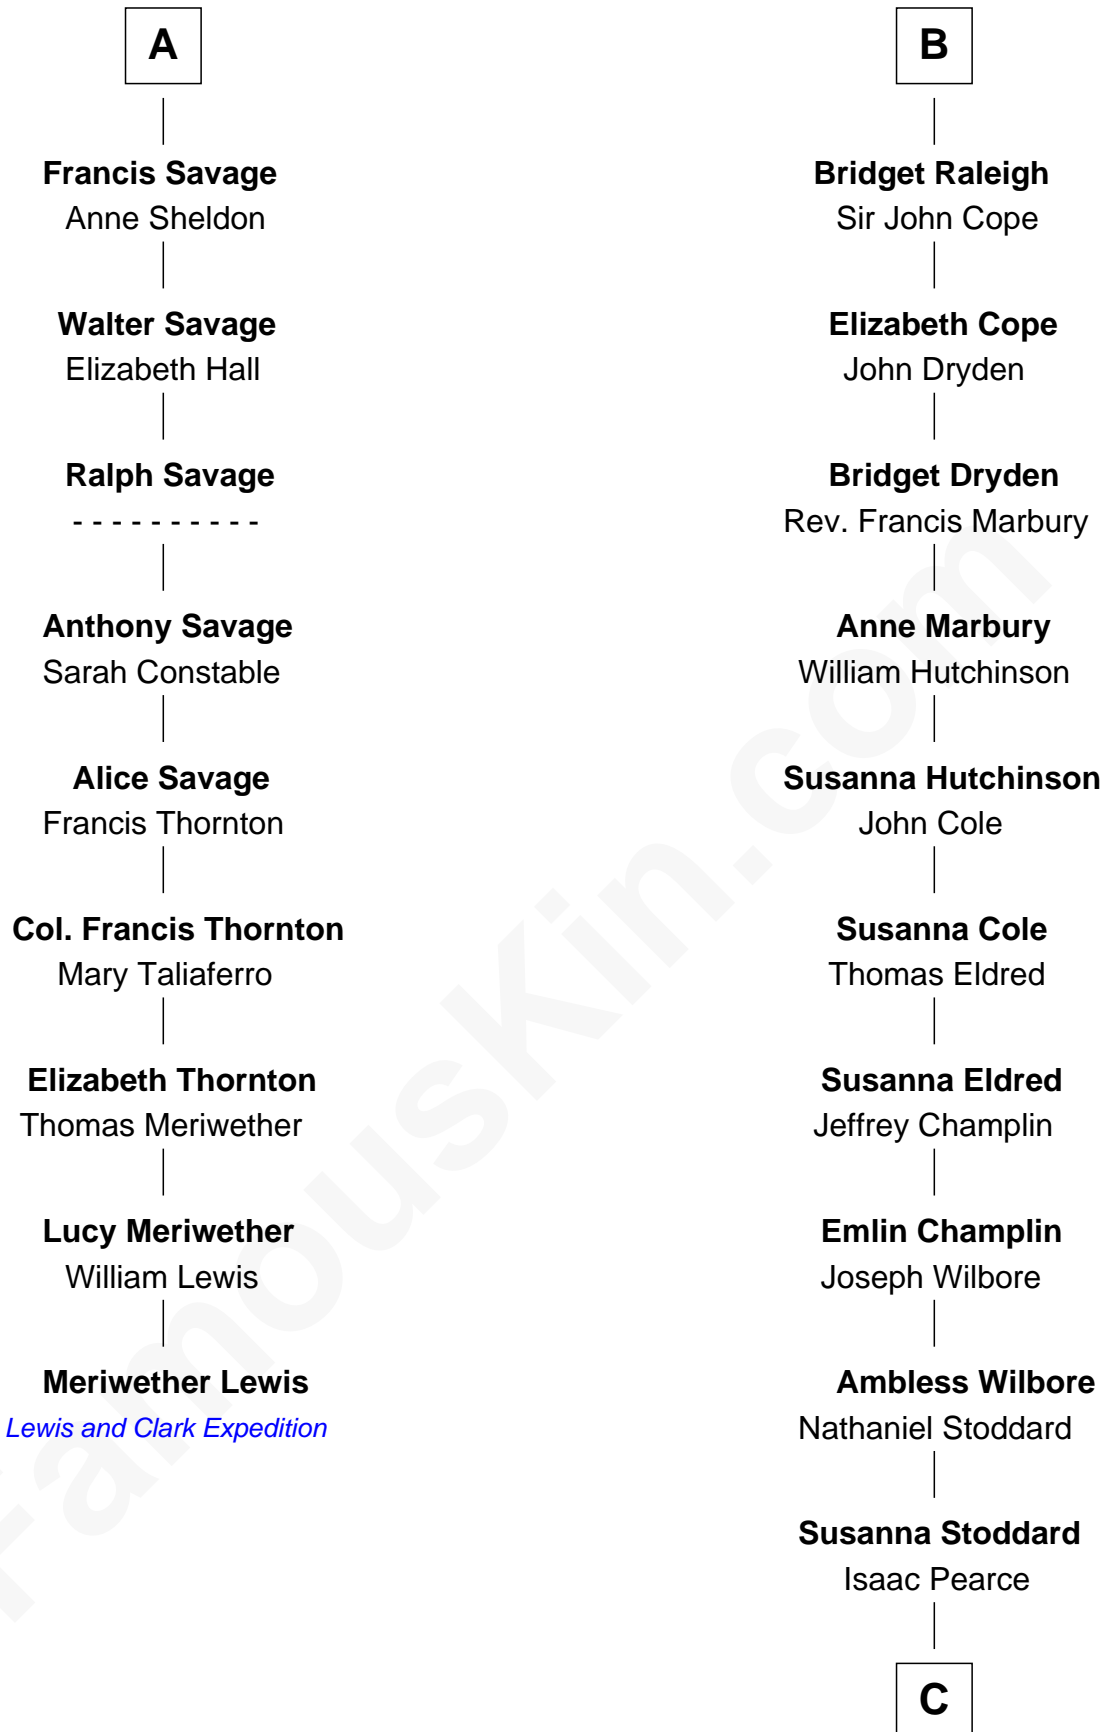 A
Francis Savage
Anne Sheldon
Walter Savage
Elizabeth Hall
Ralph Savage
- - - - - - - - - -
Anthony Savage
Sarah Constable
Alice Savage
Francis Thornton
Col. Francis Thornton
Mary Taliaferro
Elizabeth Thornton
Thomas Meriwether
Lucy Meriwether
William Lewis
Meriwether Lewis
Lewis and Clark Expedition
B
Bridget Raleigh
Sir John Cope
Elizabeth Cope
John Dryden
Bridget Dryden
Rev. Francis Marbury
Anne Marbury
William Hutchinson
Susanna Hutchinson
John Cole
Susanna Cole
Thomas Eldred
Susanna Eldred
Jeffrey Champlin
Emlin Champlin
Joseph Wilbore
Ambless Wilbore
Nathaniel Stoddard
Susanna Stoddard
Isaac Pearce
C
FamousKin.com